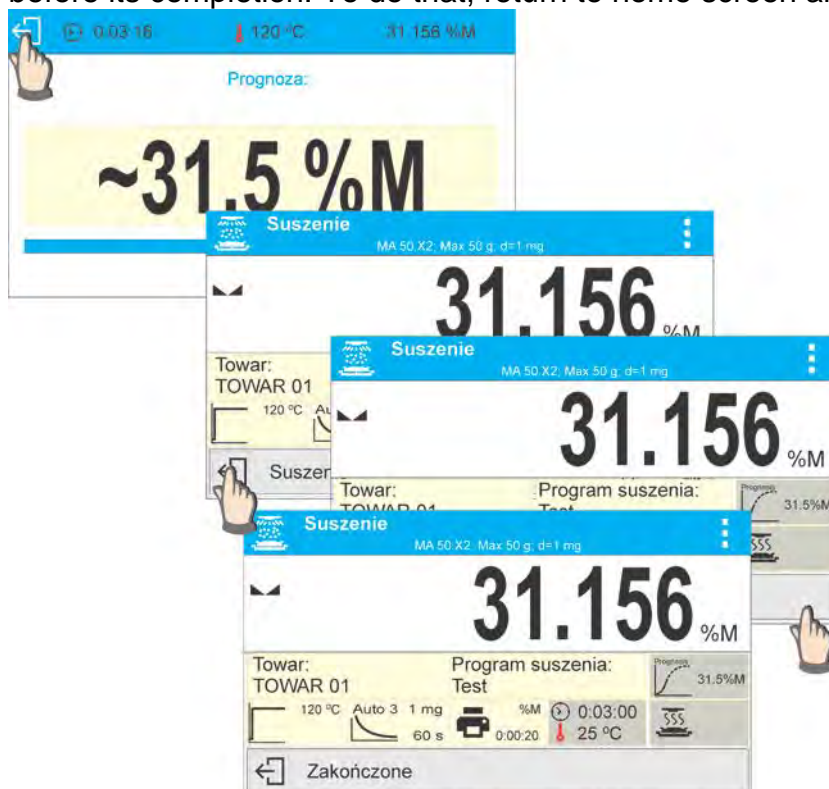 before its completion. To do that, return to home screen a
0:03:16 120 °C 31.156 %M
Prognoza:
~31.5 %M
Suszenie
MA 50.X2; Max 50 g; d=1 mg
31.156 %M
Towar:
TOWAR 01
120 °C
Suszen
Suszenie
MA 50.X2; Max 50 g; d=1 mg
31.156 %M
Towar: Program suszenia:
TOWAR 01 Test
Prognosis
31.5%M
Suszenie
MA 50.X2; Max 50 g; d=1 mg
31.156 %M
Towar: Program suszenia:
TOWAR 01 Test
Prognosis
31.5%M
120 °C Auto 3 1 mg %M 0:03:00
60 s 0:00:20 25 °C
Zakończone